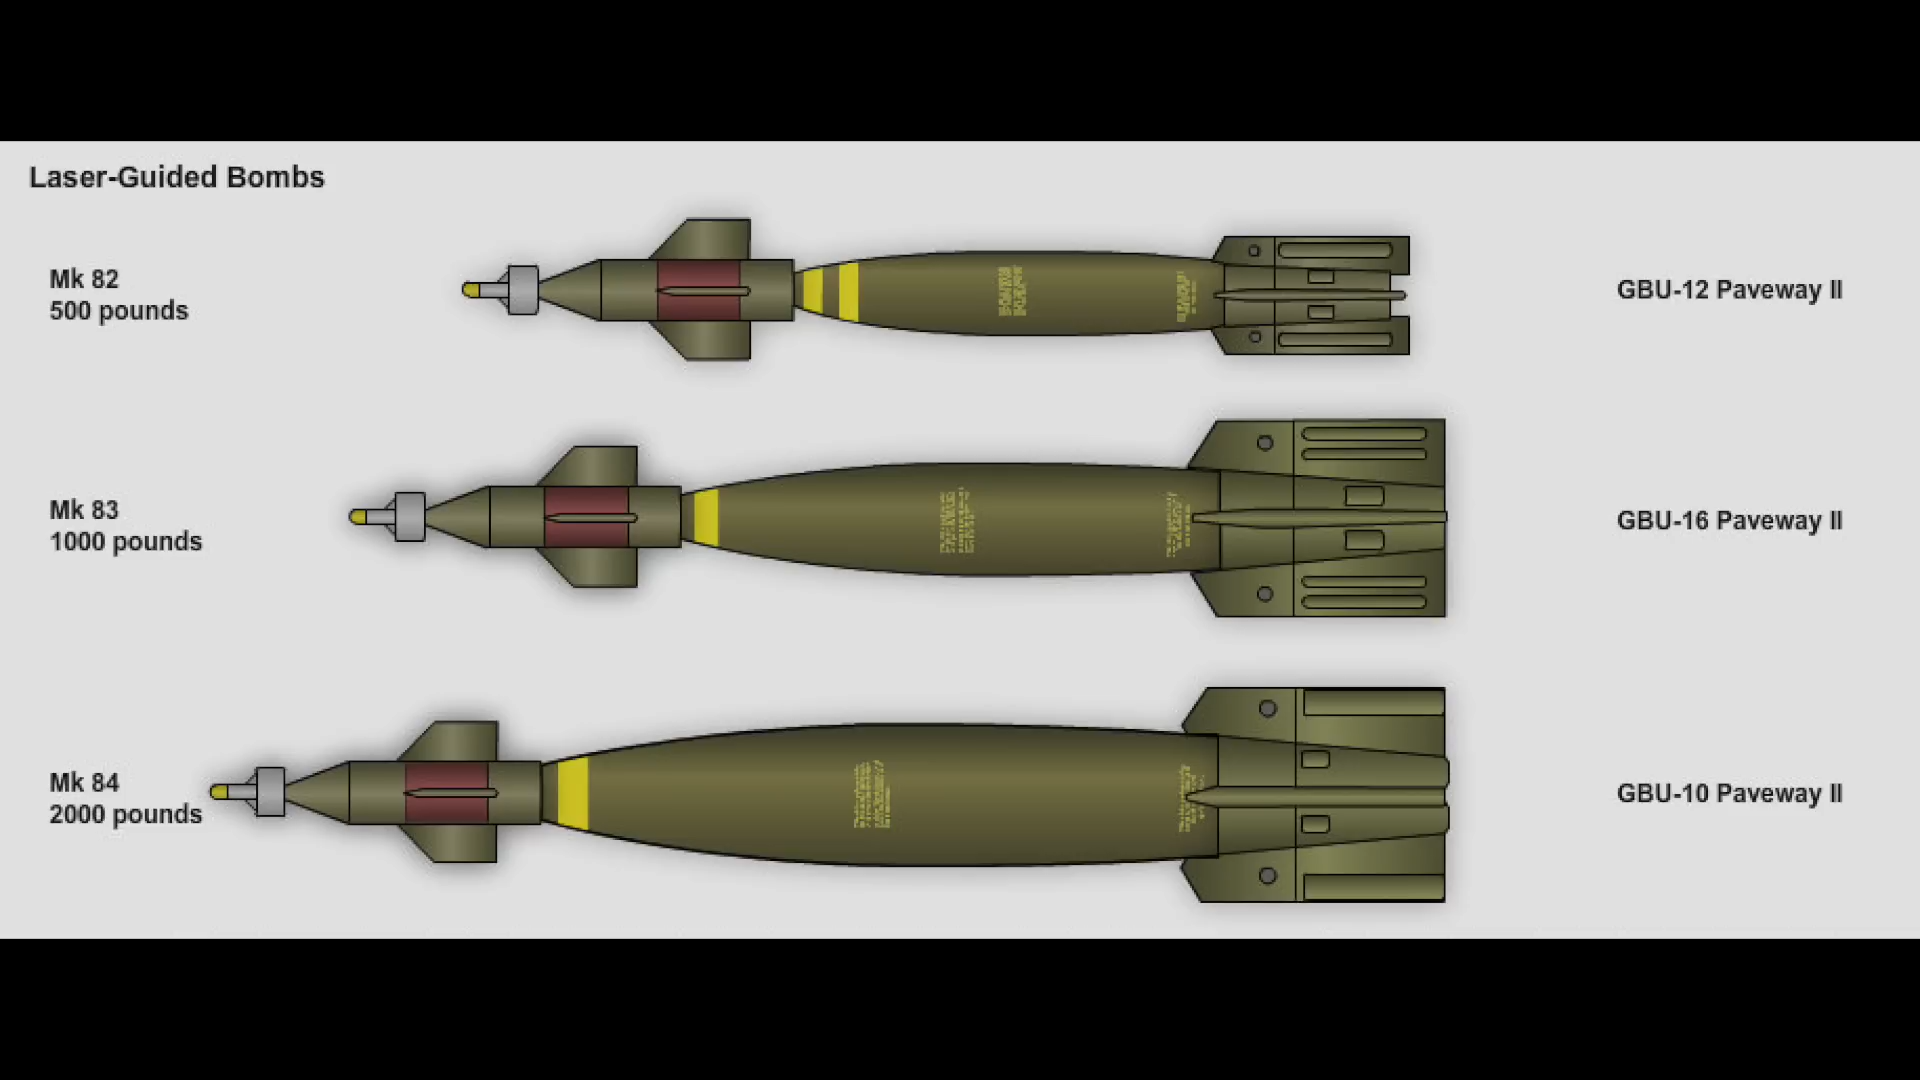 Laser-Guided Bombs
Mk 82
500 pounds
GBU-12 Paveway II
Mk 83
1000 pounds
GBU-16 Paveway II
Mk 84
2000 pounds
GBU-10 Paveway II